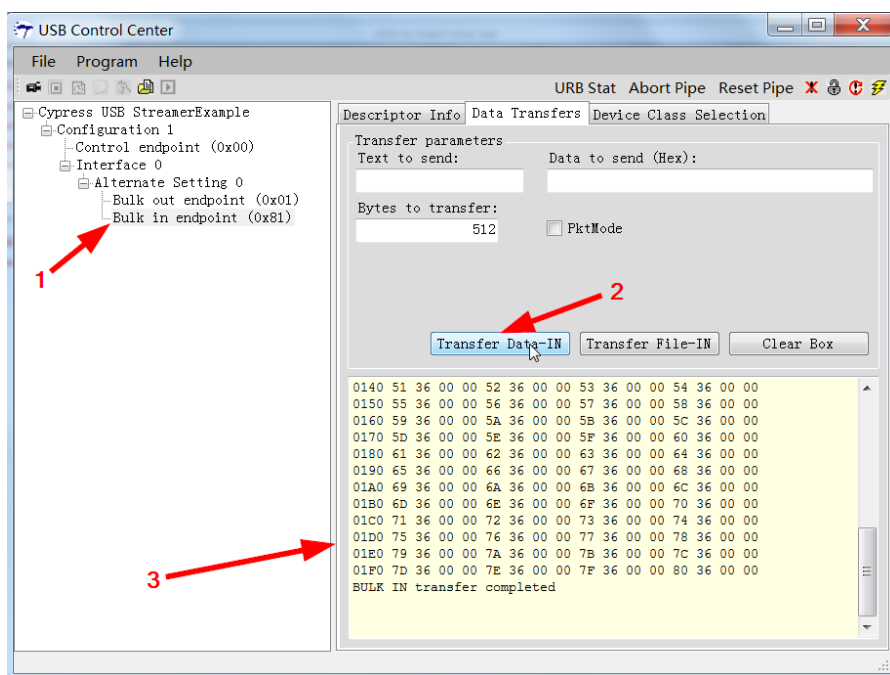 USB Control Center
File Program Help
URB Stat Abort Pipe Reset Pipe
Cypress USB StreamerExample
Configuration 1
Control endpoint (0x00)
Interface 0
Alternate Setting 0
Bulk out endpoint (0x01)
Bulk in endpoint (0x81)
1
Descriptor Info Data Transfers Device Class Selection
Transfer parameters
Text to send: Data to send (Hex):
Bytes to transfer:
512 PktMode
2
Transfer Data-IN Transfer File-IN Clear Box
0140 51 36 00 00 52 36 00 00 53 36 00 00 54 36 00 00
0150 55 36 00 00 56 36 00 00 57 36 00 00 58 36 00 00
0160 59 36 00 00 5A 36 00 00 5B 36 00 00 5C 36 00 00
0170 5D 36 00 00 5E 36 00 00 5F 36 00 00 60 36 00 00
0180 61 36 00 00 62 36 00 00 63 36 00 00 64 36 00 00
0190 65 36 00 00 66 36 00 00 67 36 00 00 68 36 00 00
01A0 69 36 00 00 6A 36 00 00 6B 36 00 00 6C 36 00 00
01B0 6D 36 00 00 6E 36 00 00 6F 36 00 00 70 36 00 00
01C0 71 36 00 00 72 36 00 00 73 36 00 00 74 36 00 00
01D0 75 36 00 00 76 36 00 00 77 36 00 00 78 36 00 00
01E0 79 36 00 00 7A 36 00 00 7B 36 00 00 7C 36 00 00
01F0 7D 36 00 00 7E 36 00 00 7F 36 00 00 80 36 00 00
BULK IN transfer completed
3